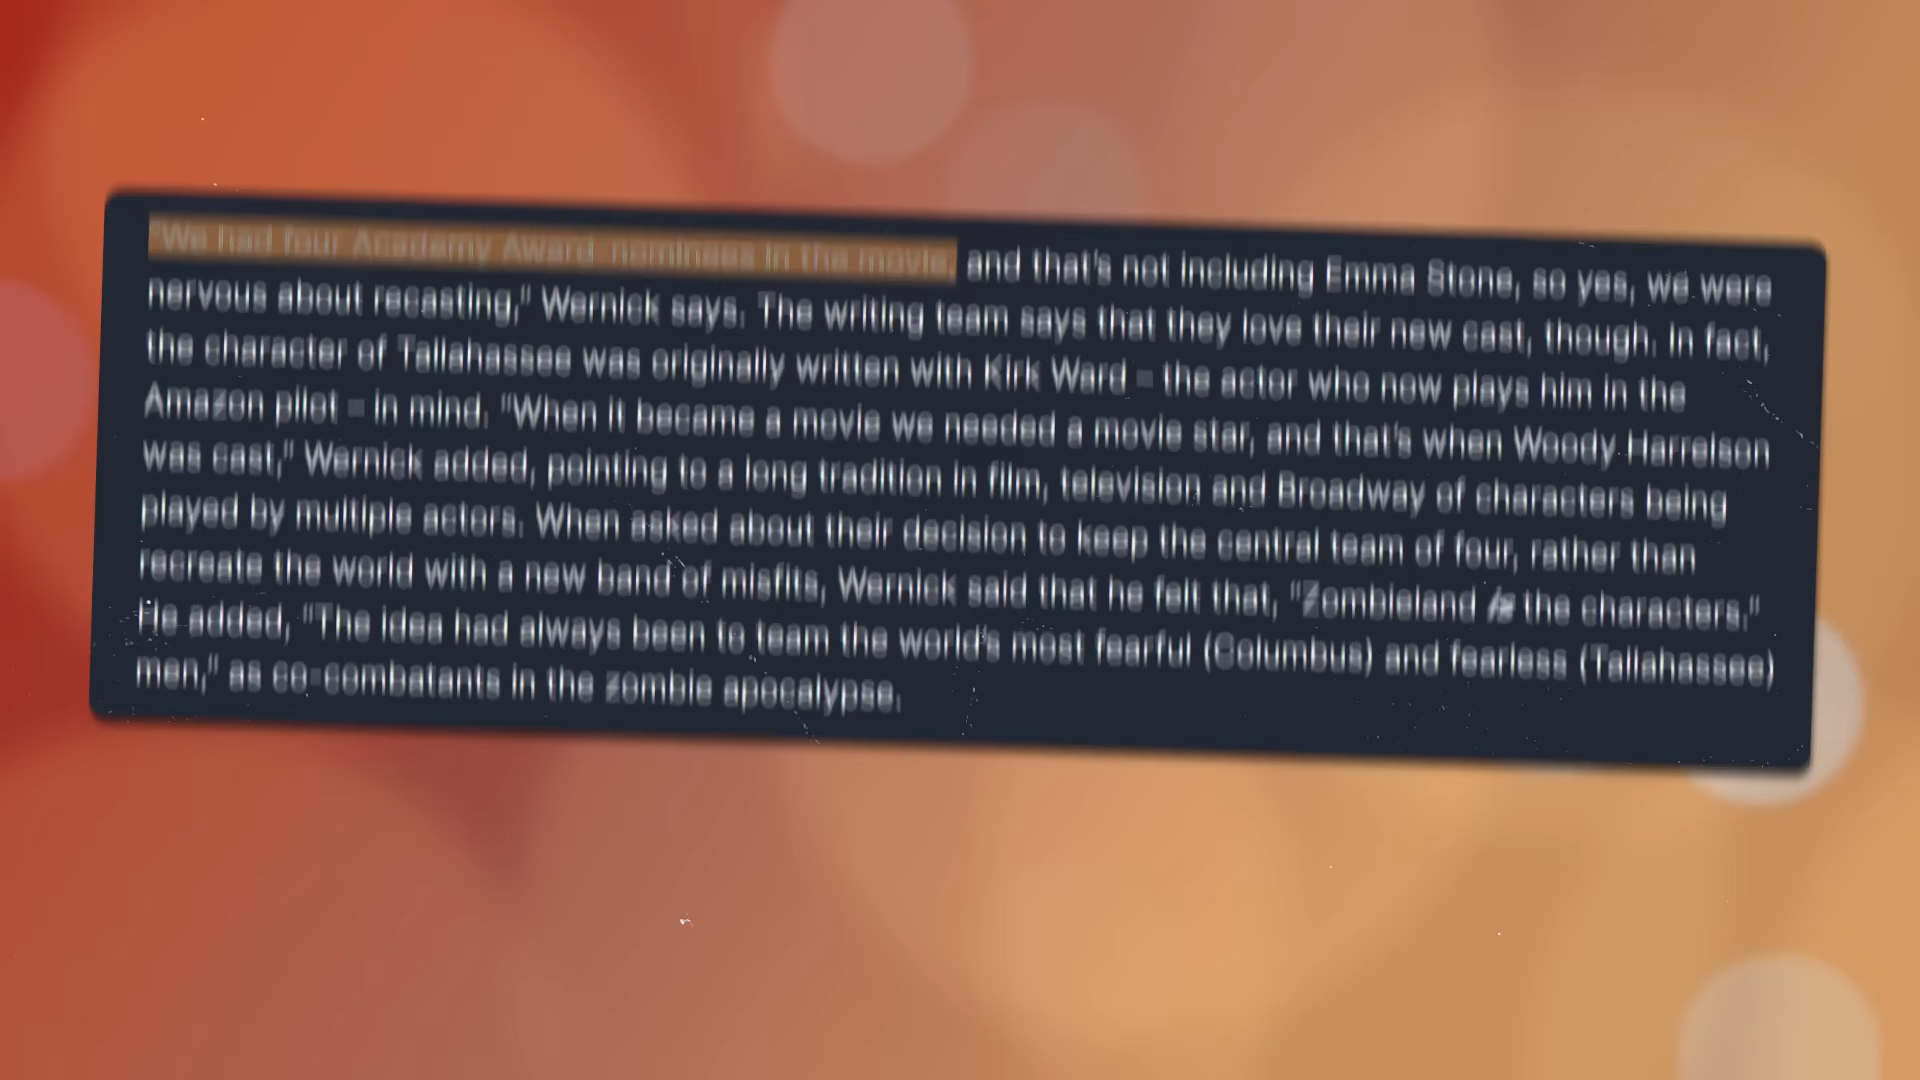 "We had four Academy Award nominees in the movie, and that's not including Emma Stone, so yes, we were
nervous about recasting," Wernick says. The writing team says that they love their new cast, though. In fact,
the character of Tallahassee was originally written with Kirk Ward - the actor who now plays him in the
Amazon pilot - in mind. "When it became a movie we needed a movie star, and that's when Woody Harrelson
was cast," Wernick added, pointing to a long tradition in film, television and Broadway of characters being
played by multiple actors. When asked about their decision to keep the central team of four, rather than
recreate the world with a new band of misfits, Wernick said that he felt that, "Zombieland is the characters."
He added, "The idea had always been to team the world's most fearful (Columbus) and fearless (Tallahassee)
men," as co-combatants in the zombie apocalypse.